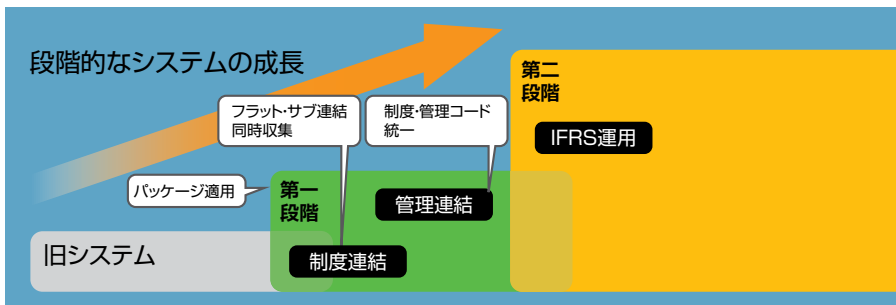 段階的なシステムの成長
フラット・サブ連結
同時収集
制度・管理コード
統一
第二
段階
IFRS運用
パッケージ適用
第一
段階
管理連結
旧システム
制度連結